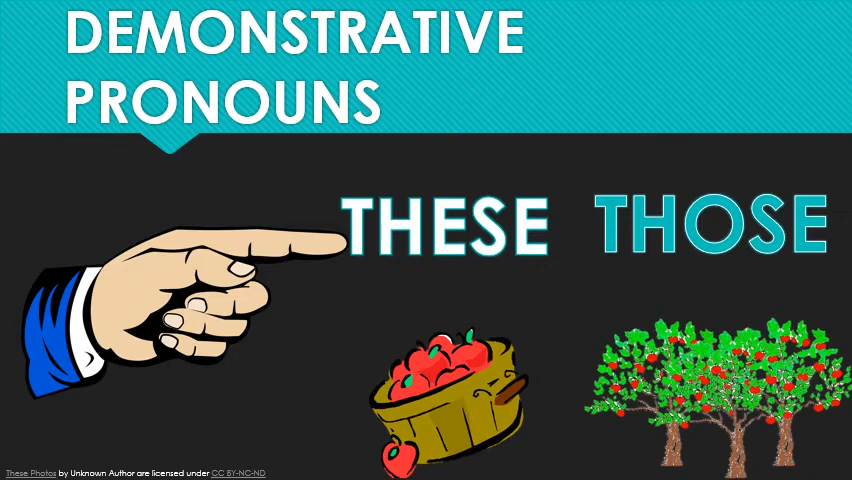 DEMONSTRATIVE
PRONOUNS
THESE THOSE
These Photos by Unknown Author are licensed under CC BY-NC-ND